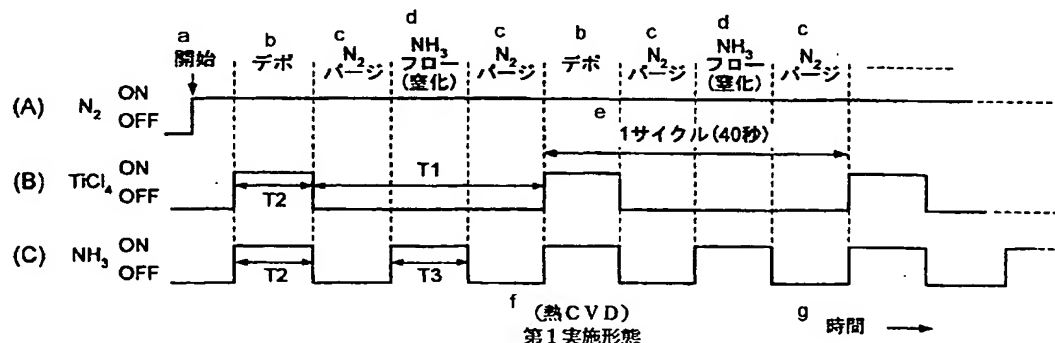 a
開始
b
デポ
c
N₂
パージ
d
NH₃
フロー
(窒化)
c
N₂
パージ
b
デポ
c
N₂
パージ
d
NH₃
フロー
(窒化)
c
N₂
パージ
(A) N₂ ON
OFF
e
1サイクル(40秒)
(B) TiCl₄ ON
OFF
T2
T1
(C) NH₃ ON
OFF
T2
T3
f
(熱CVD)
第1実施形態
g
時間